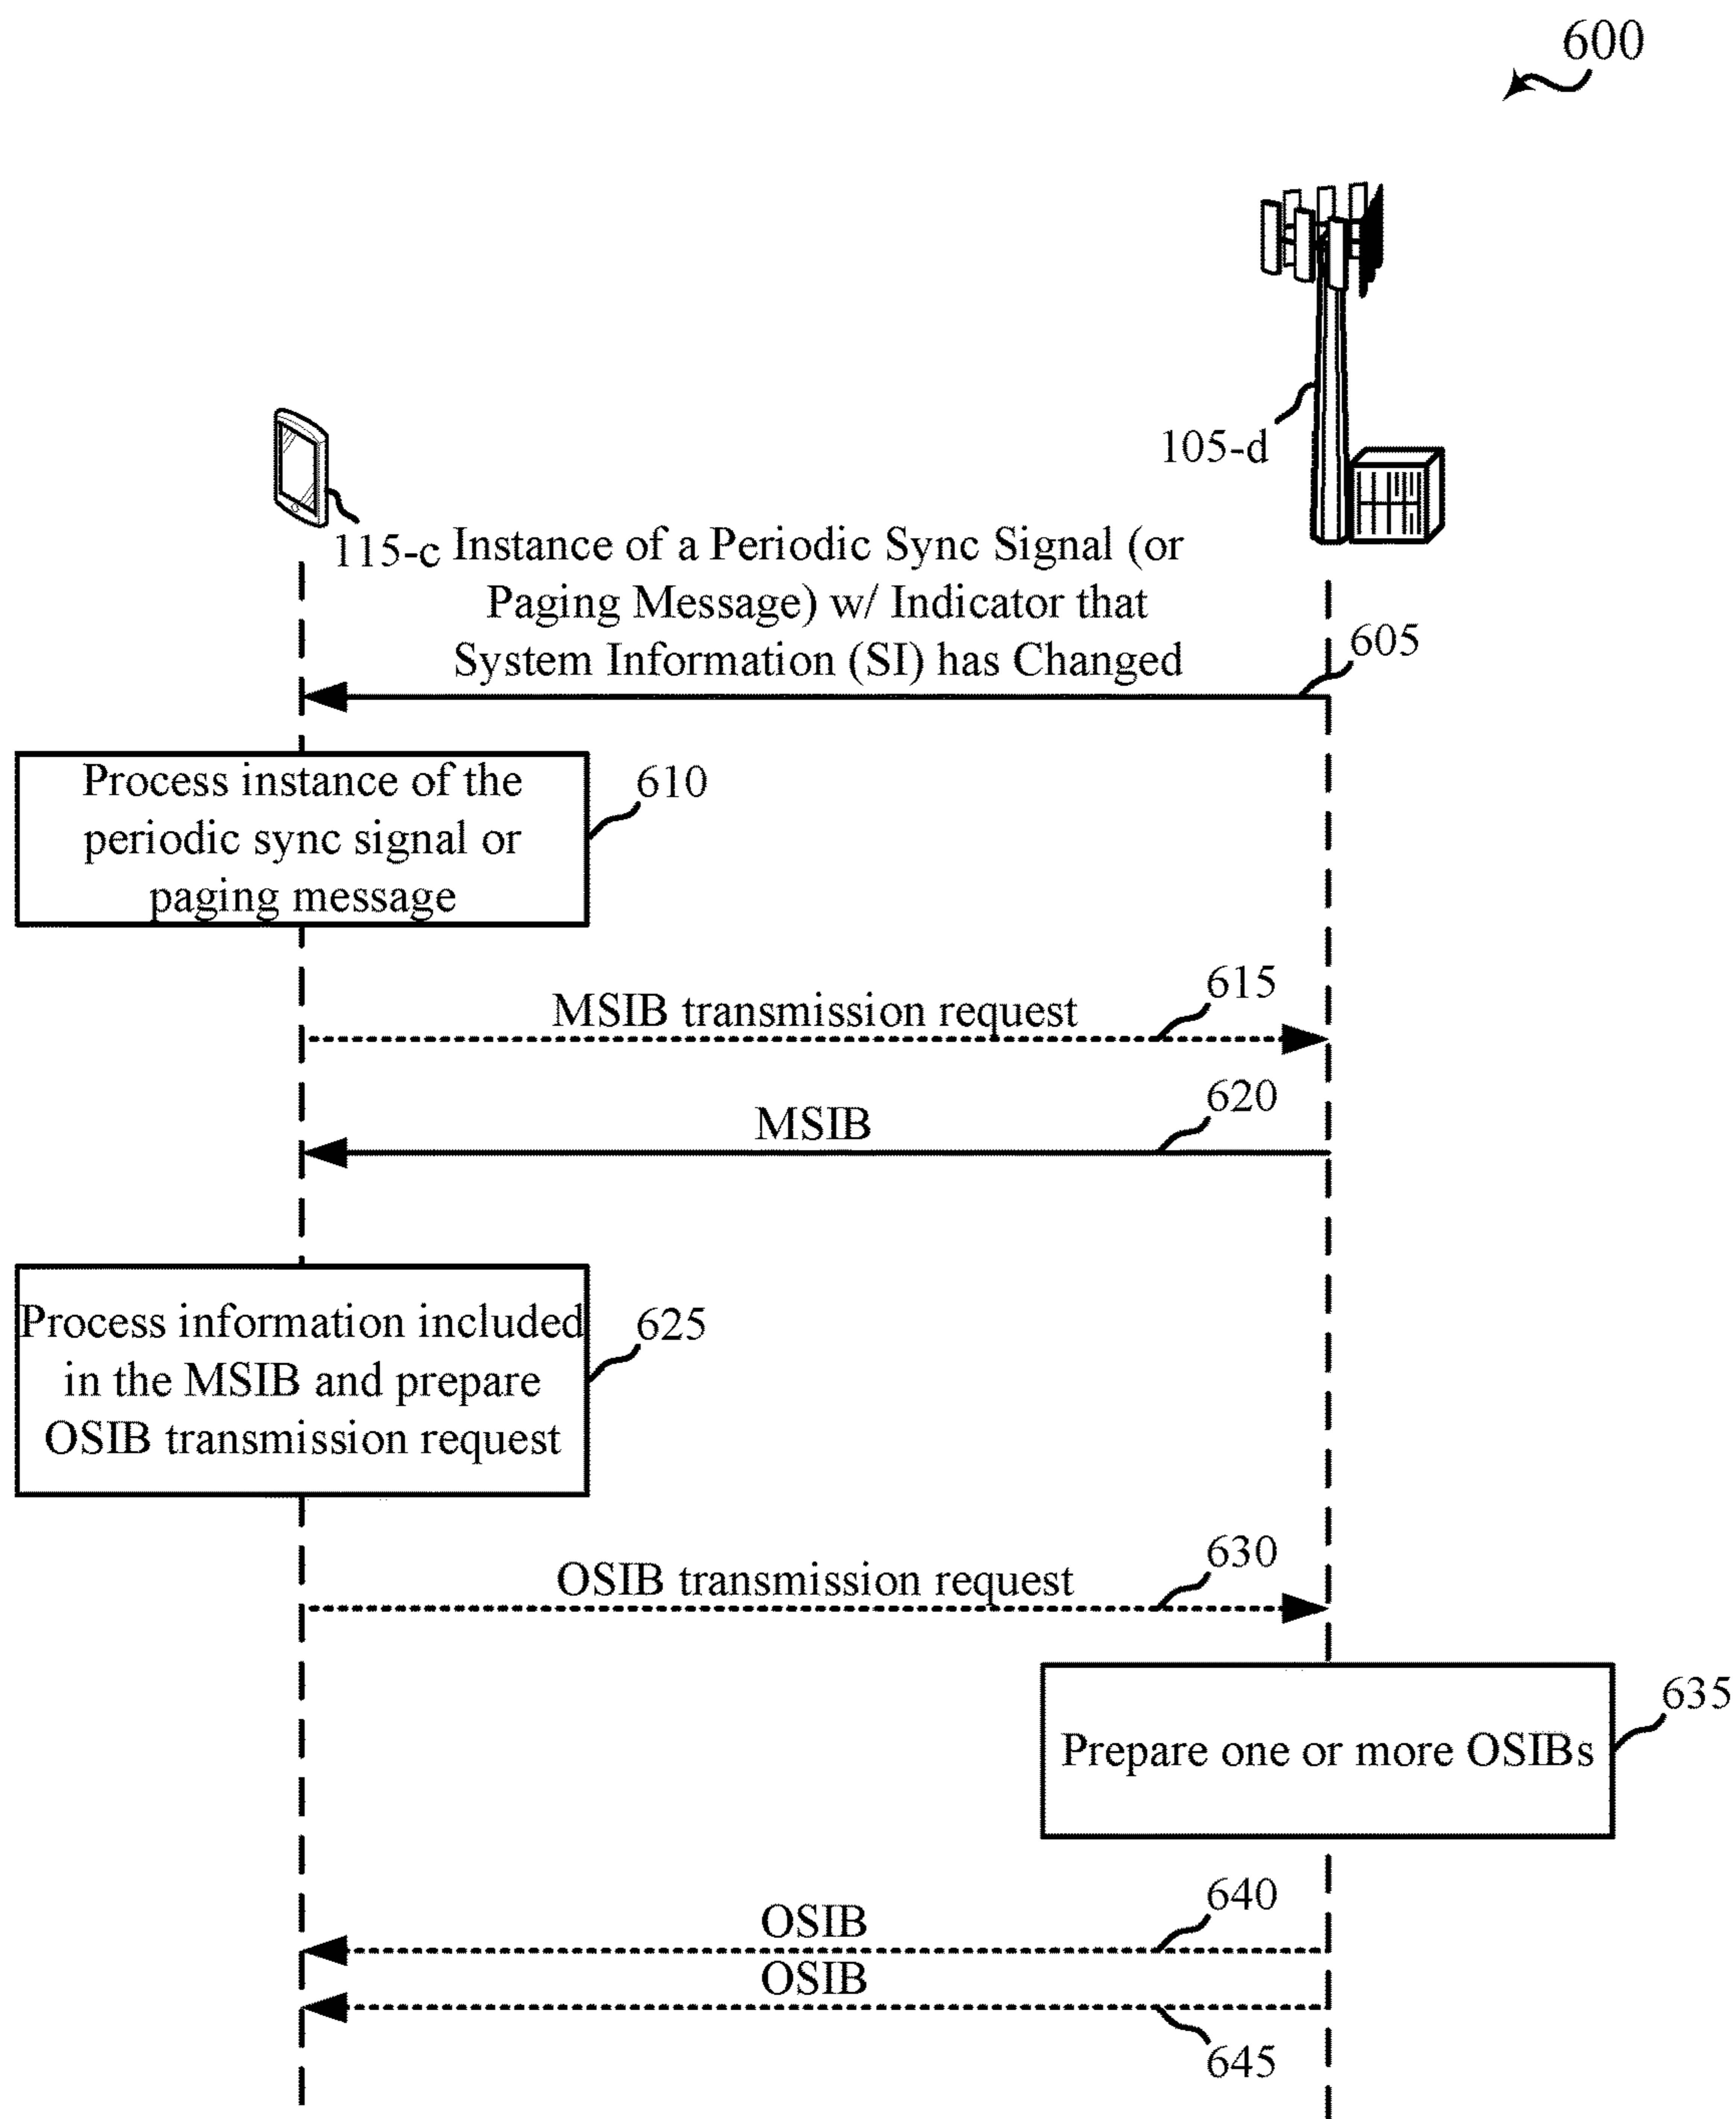 600
105-d
115-c
Instance of a Periodic Sync Signal (or
Paging Message) w/ Indicator that
System Information (SI) has Changed
605
Process instance of the
periodic sync signal or
paging message
610
MSIB transmission request
615
MSIB
620
Process information included
in the MSIB and prepare
OSIB transmission request
625
OSIB transmission request
630
Prepare one or more OSIBs
635
OSIB
640
OSIB
645